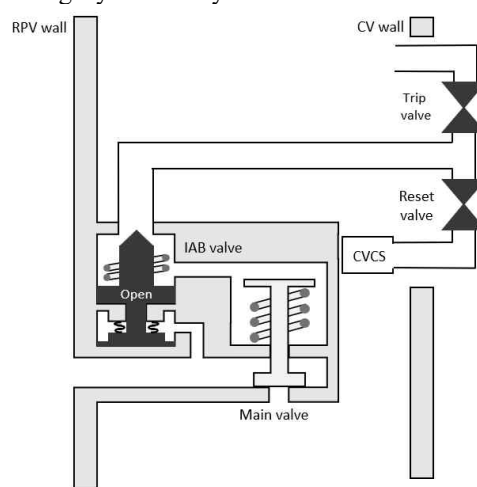 RPV wall
CV wall
Trip
valve
Reset
valve
IAB valve
CVCS
Open
Main valve